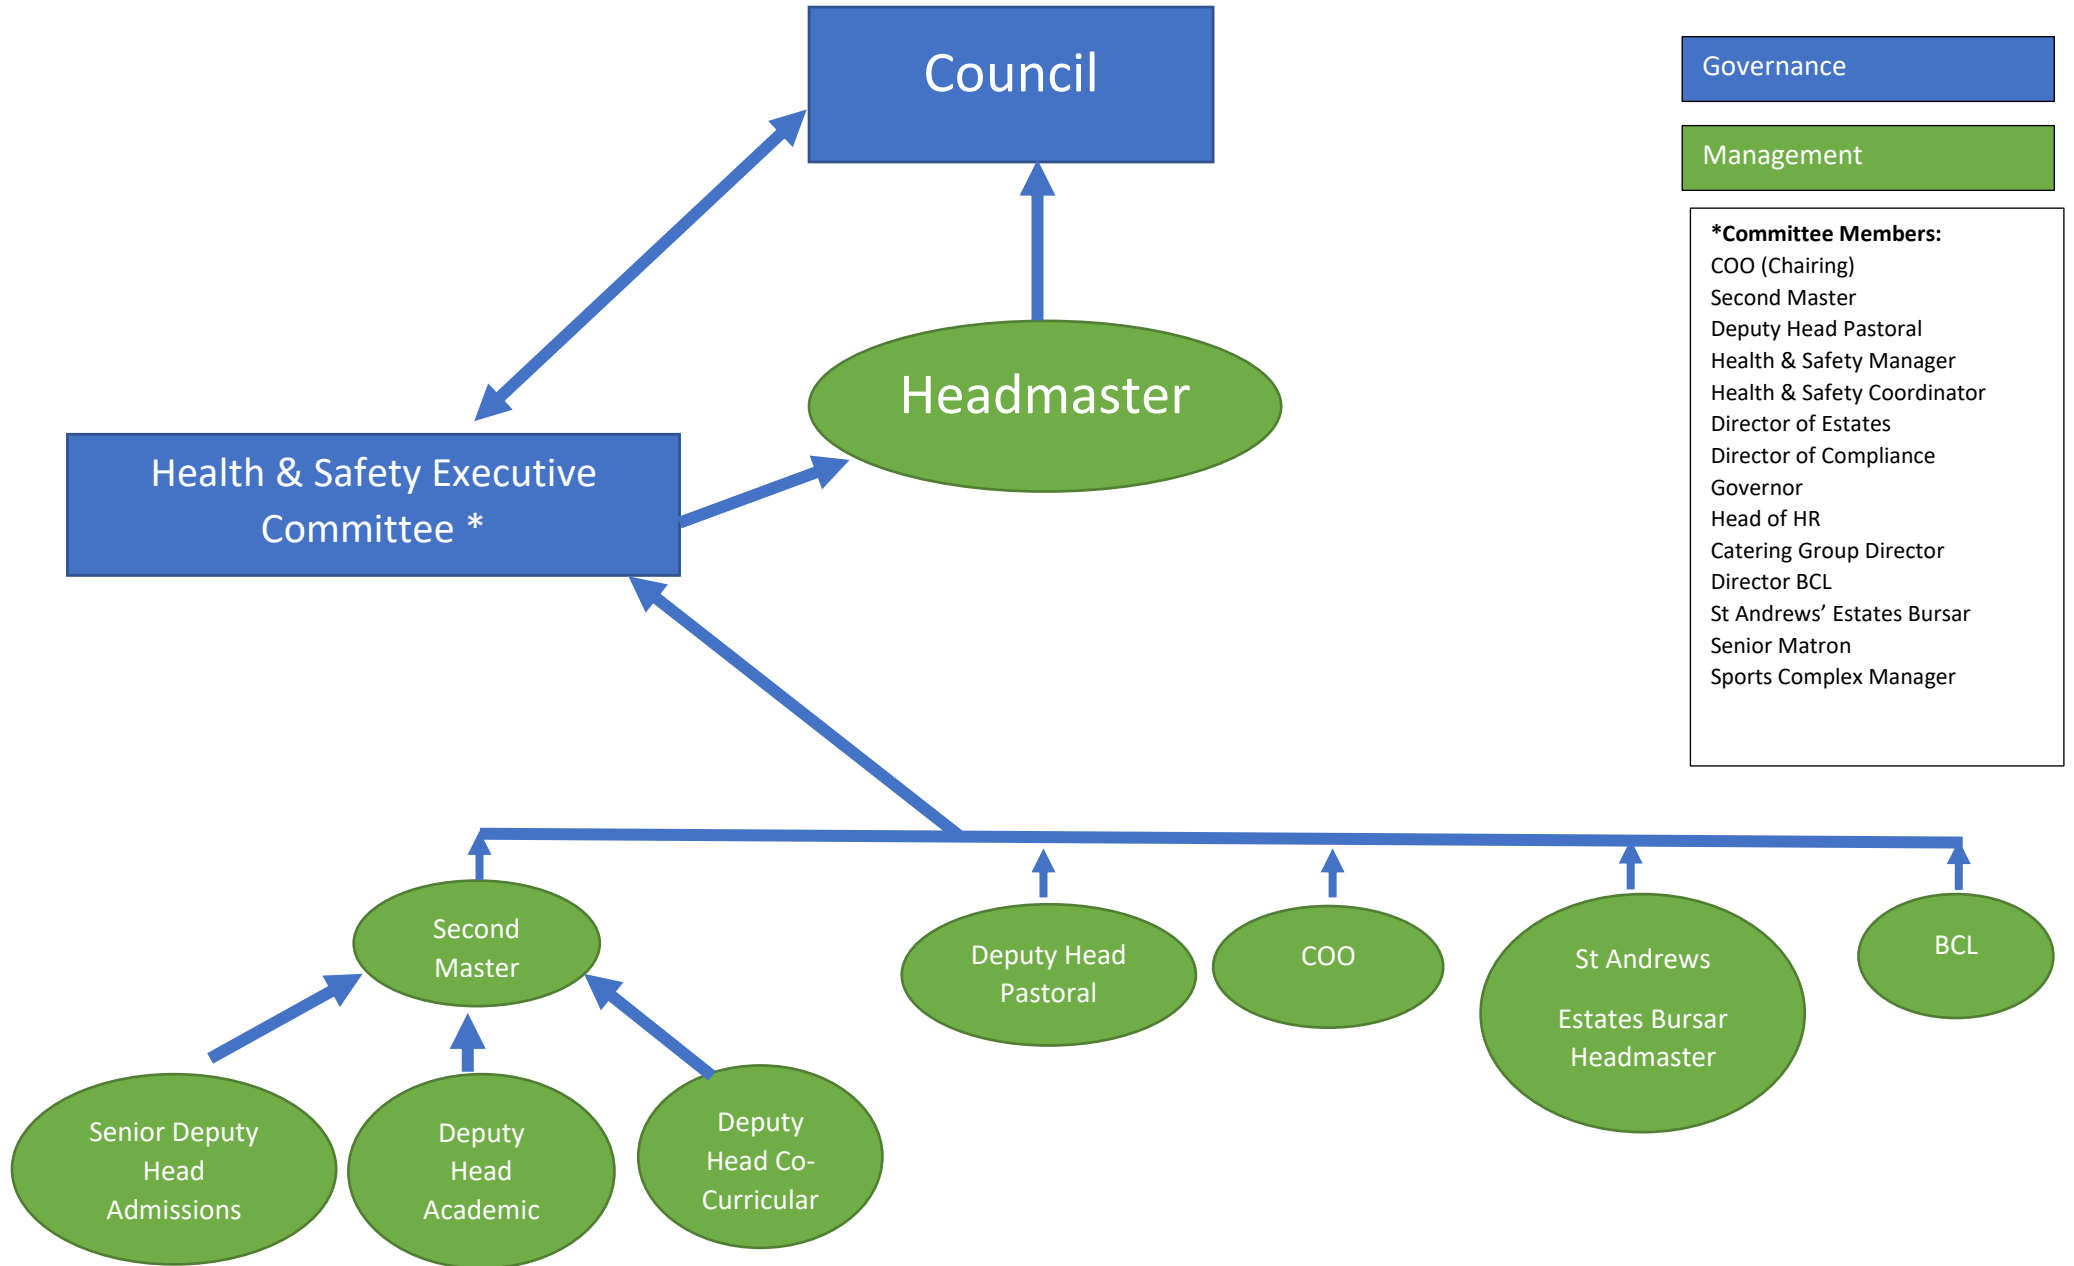 Council
Governance
Management
*Committee Members:
COO (Chairing)
Second Master
Deputy Head Pastoral
Health & Safety Manager
Health & Safety Coordinator
Director of Estates
Director of Compliance
Governor
Head of HR
Catering Group Director
Director BCL
St Andrews’ Estates Bursar
Senior Matron
Sports Complex Manager
Headmaster
Health & Safety Executive
Committee *
Second
Master
Deputy Head
Pastoral
COO
St Andrews
Estates Bursar
Headmaster
BCL
Senior Deputy
Head
Admissions
Deputy
Head
Academic
Deputy
Head Co-
Curricular